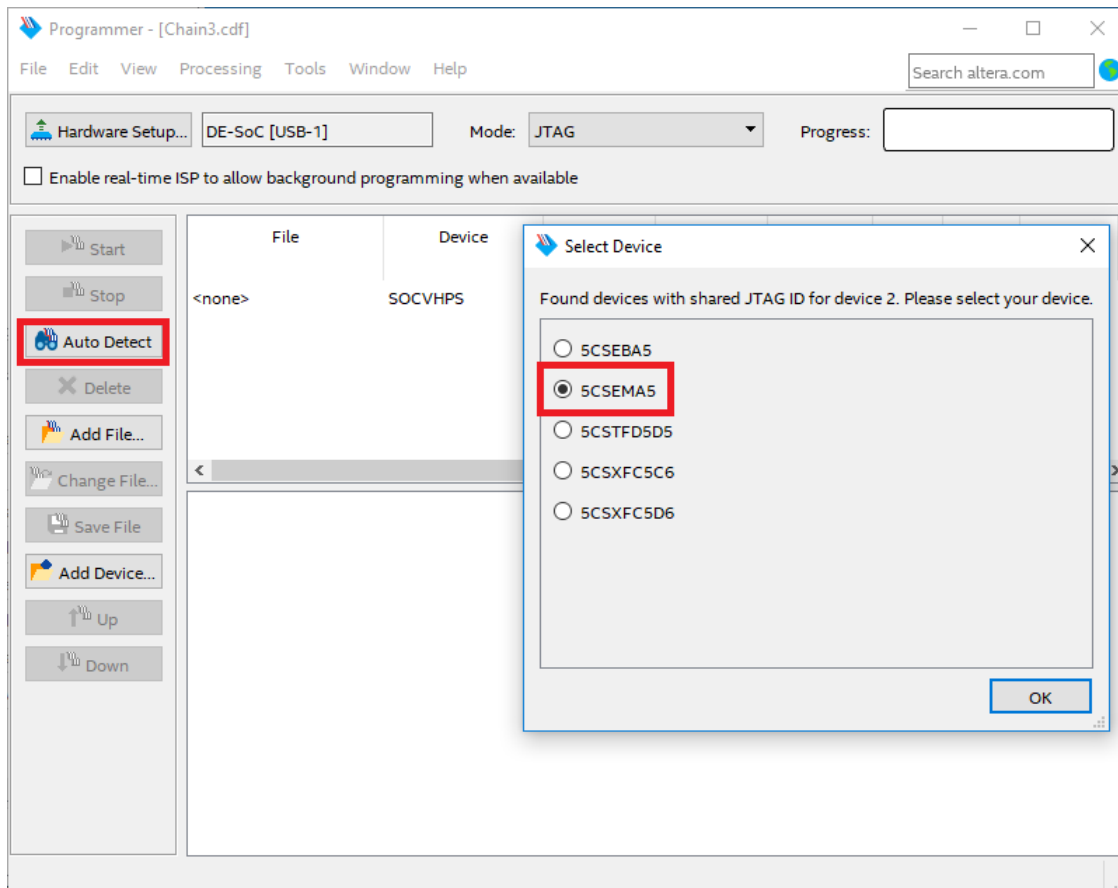 Programmer - [Chain3.cdf]
File Edit View Processing Tools Window Help
Search altera.com
Hardware Setup... DE-SoC [USB-1] Mode: JTAG Progress:
Enable real-time ISP to allow background programming when available
Start
Stop
Auto Detect
Delete
Add File...
Change File...
Save File
Add Device...
Up
Down
File Device
<none> SOCVHPS
Select Device
Found devices with shared JTAG ID for device 2. Please select your device.
5CSEBA5
5CSEMA5
5CSTFD5D5
5CSXFC5C6
5CSXFC5D6
OK